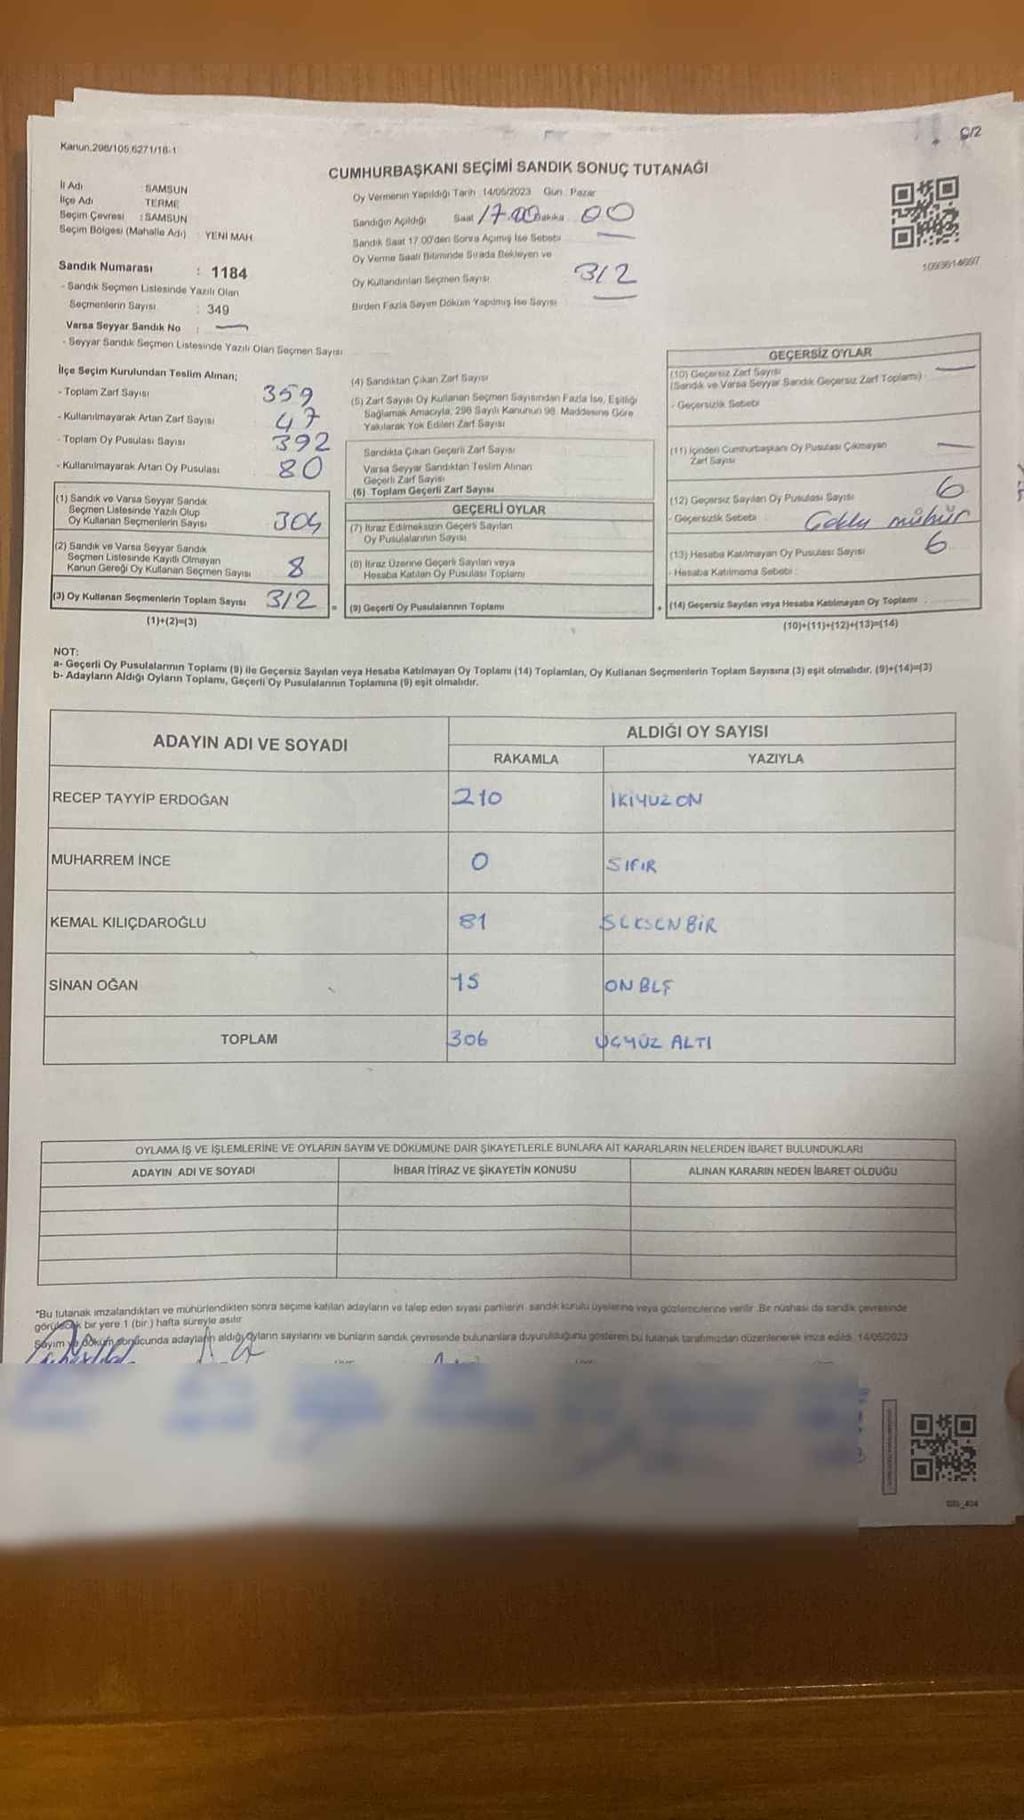 Kanun.298/105,6271/18-1
Ç/2
CUMHURBAŞKANI SEÇİMİ SANDIK SONUÇ TUTANAĞI
İl Adı : SAMSUN
İlçe Adı : TERME
Seçim Çevresi : SAMSUN
Seçim Bölgesi (Mahalle Adı) : YENİ MAH
Sandık Numarası : 1184
- Sandık Seçmen Listesinde Yazılı Olan
Seçmenlerin Sayısı : 349
Varsa Seyyar Sandık No :
- Seyyar Sandık Seçmen Listesinde Yazılı Olan Seçmen Sayısı
Oy Vermenin Yapıldığı Tarih :14/05/2023 Gün : Pazar
Sandığın Açıldığı Saat 17.00 Dakika 00
Sandık Saat 17.00'den Sonra Açılmış İse Sebebi
Oy Verme Saati Bitiminde Sırada Bekleyen ve
Oy Kullandırılan Seçmen Sayısı 312
Birden Fazla Sayım Döküm Yapılmış İse Sayısı
İlçe Seçim Kurulundan Teslim Alınan;
- Toplam Zarf Sayısı 359
- Kullanılmayarak Artan Zarf Sayısı 47
- Toplam Oy Pusulası Sayısı 392
- Kullanılmayarak Artan Oy Pusulası 80
(1) Sandık ve Varsa Seyyar Sandık
Seçmen Listesinde Yazılı Olup
Oy Kullanan Seçmenlerin Sayısı 304
(2) Sandık ve Varsa Seyyar Sandık
Seçmen Listesinde Kayıtlı Olmayan
Kanun Gereği Oy Kullanan Seçmen Sayısı 8
(3) Oy Kullanan Seçmenlerin Toplam Sayısı 312
(1)+(2)=(3)
(4) Sandıktan Çıkan Zarf Sayısı
(5) Zarf Sayısı Oy Kullanan Seçmen Sayısından Fazla İse, Eşitliği
Sağlamak Amacıyla, 298 Sayılı Kanunun 98. Maddesine Göre
Yakılarak Yok Edilen Zarf Sayısı
Sandıkta Çıkan Geçerli Zarf Sayısı
Varsa Seyyar Sandıktan Teslim Alınan
Geçerli Zarf Sayısı
(6) Toplam Geçerli Zarf Sayısı
=
GEÇERLİ OYLAR
(7) İtiraz Edilmeksizin Geçerli Sayılan
Oy Pusulalarının Sayısı
(8) İtiraz Üzerine Geçerli Sayılan veya
Hesaba Katılan Oy Pusulası Toplamı
(9) Geçerli Oy Pusulalarının Toplamı
+
GEÇERSİZ OYLAR
(10) Geçersiz Zarf Sayısı
(Sandık ve Varsa Seyyar Sandık Geçersiz Zarf Toplamı)
- Geçersizlik Sebebi
(11) İçinden Cumhurbaşkanı Oy Pusulası Çıkmayan
Zarf Sayısı
(12) Geçersiz Sayılan Oy Pusulası Sayısı 6
- Geçersizlik Sebebi mühür
(13) Hesaba Katılmayan Oy Pusulası Sayısı 6
- Hesaba Katılmama Sebebi :
(14) Geçersiz Sayılan veya Hesaba Katılmayan Oy Toplamı
(10)+(11)+(12)+(13)=(14)
NOT:
a- Geçerli Oy Pusulalarının Toplamı (9) ile Geçersiz Sayılan veya Hesaba Katılmayan Oy Toplamı (14) Toplamları, Oy Kullanan Seçmenlerin Toplam Sayısına (3) eşit olmalıdır. (9)+(14)=(3)
b- Adayların Aldığı Oyların Toplamı, Geçerli Oy Pusulalarının Toplamına (9) eşit olmalıdır.
ADAYIN ADI VE SOYADI
ALDIĞI OY SAYISI
RAKAMLA YAZIYLA
RECEP TAYYİP ERDOĞAN 210 İKİYÜZ ON
MUHARREM İNCE 0 SIFIR
KEMAL KILIÇDAROĞLU 81 SEKSENBİR
SİNAN OĞAN 15 ON BEŞ
TOPLAM 306 ÜÇYÜZ ALTI
OYLAMA İŞ VE İŞLEMLERİNE VE OYLARIN SAYIM VE DÖKÜMÜNE DAİR ŞİKAYETLERLE BUNLARA AİT KARARLARIN NELERDEN İBARET BULUNDUKLARI
ADAYIN ADI VE SOYADI İHBAR İTİRAZ VE ŞİKAYETİN KONUSU ALINAN KARARIN NEDEN İBARET OLDUĞU
"Bu tutanak imzalandıktan ve mühürlendikten sonra seçime katılan adayların ve talep eden siyasi partilerin sandık kurulu üyelerine veya gözlemcilerine verilir. Bir nüshası da sandık çevresinde
görülecek bir yere 1 (bir) hafta süreyle asılır
Sayım ve döküm sonucunda adayların aldığı oyların sayılarını ve bunların sandık çevresinde bulunanlara duyurulduğunu gösteren bu tutanak tarafımızdan düzenlenerek imza edildi. 14/05/2023